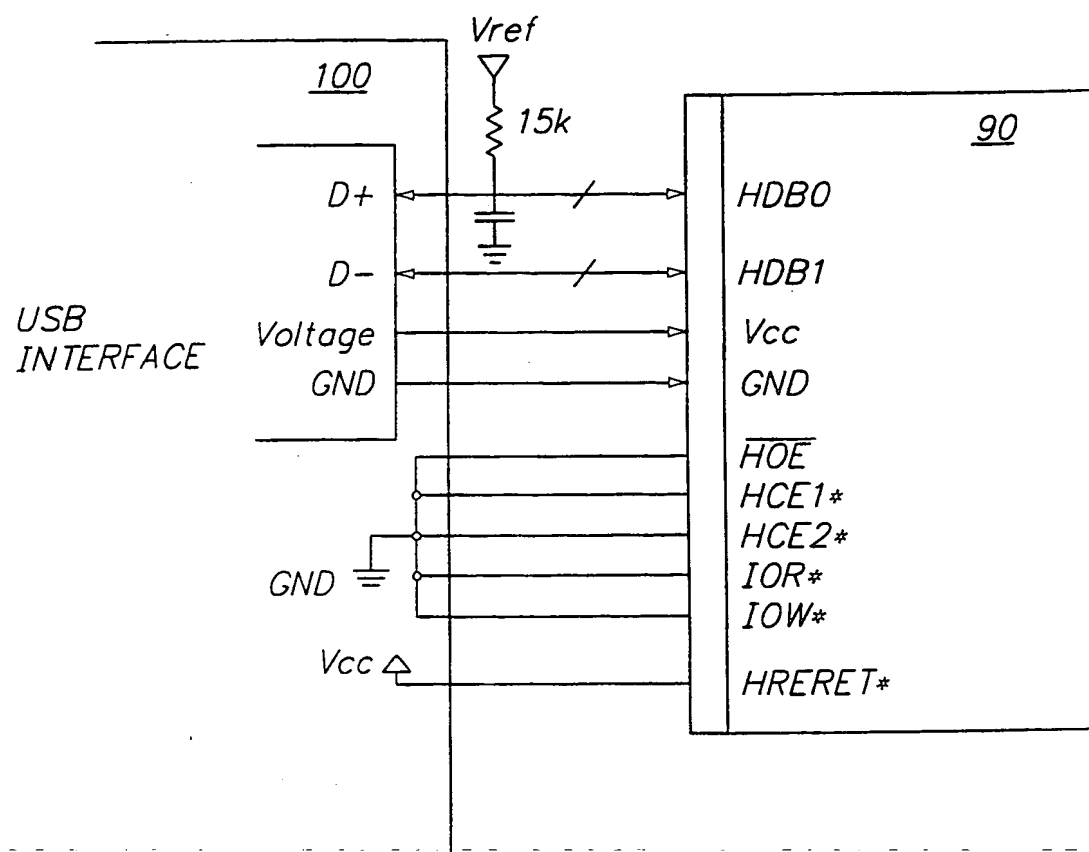 Vref
100
15k
90
D+
HDB0
D-
HDB1
USB
INTERFACE
Voltage
Vcc
GND
GND
HOE
HCE1*
HCE2*
GND
IOR*
IOW*
Vcc
HRERET*